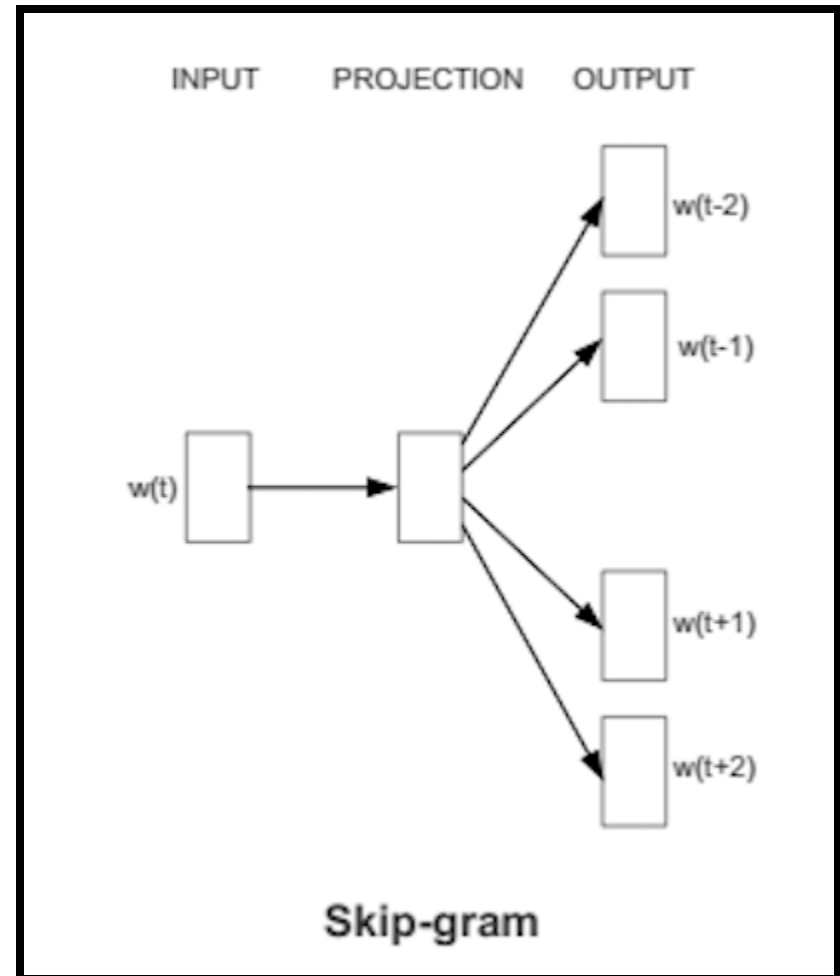 INPUT PROJECTION OUTPUT
w(t-2)
w(t-1)
w(t)
w(t+1)
w(t+2)
Skip-gram